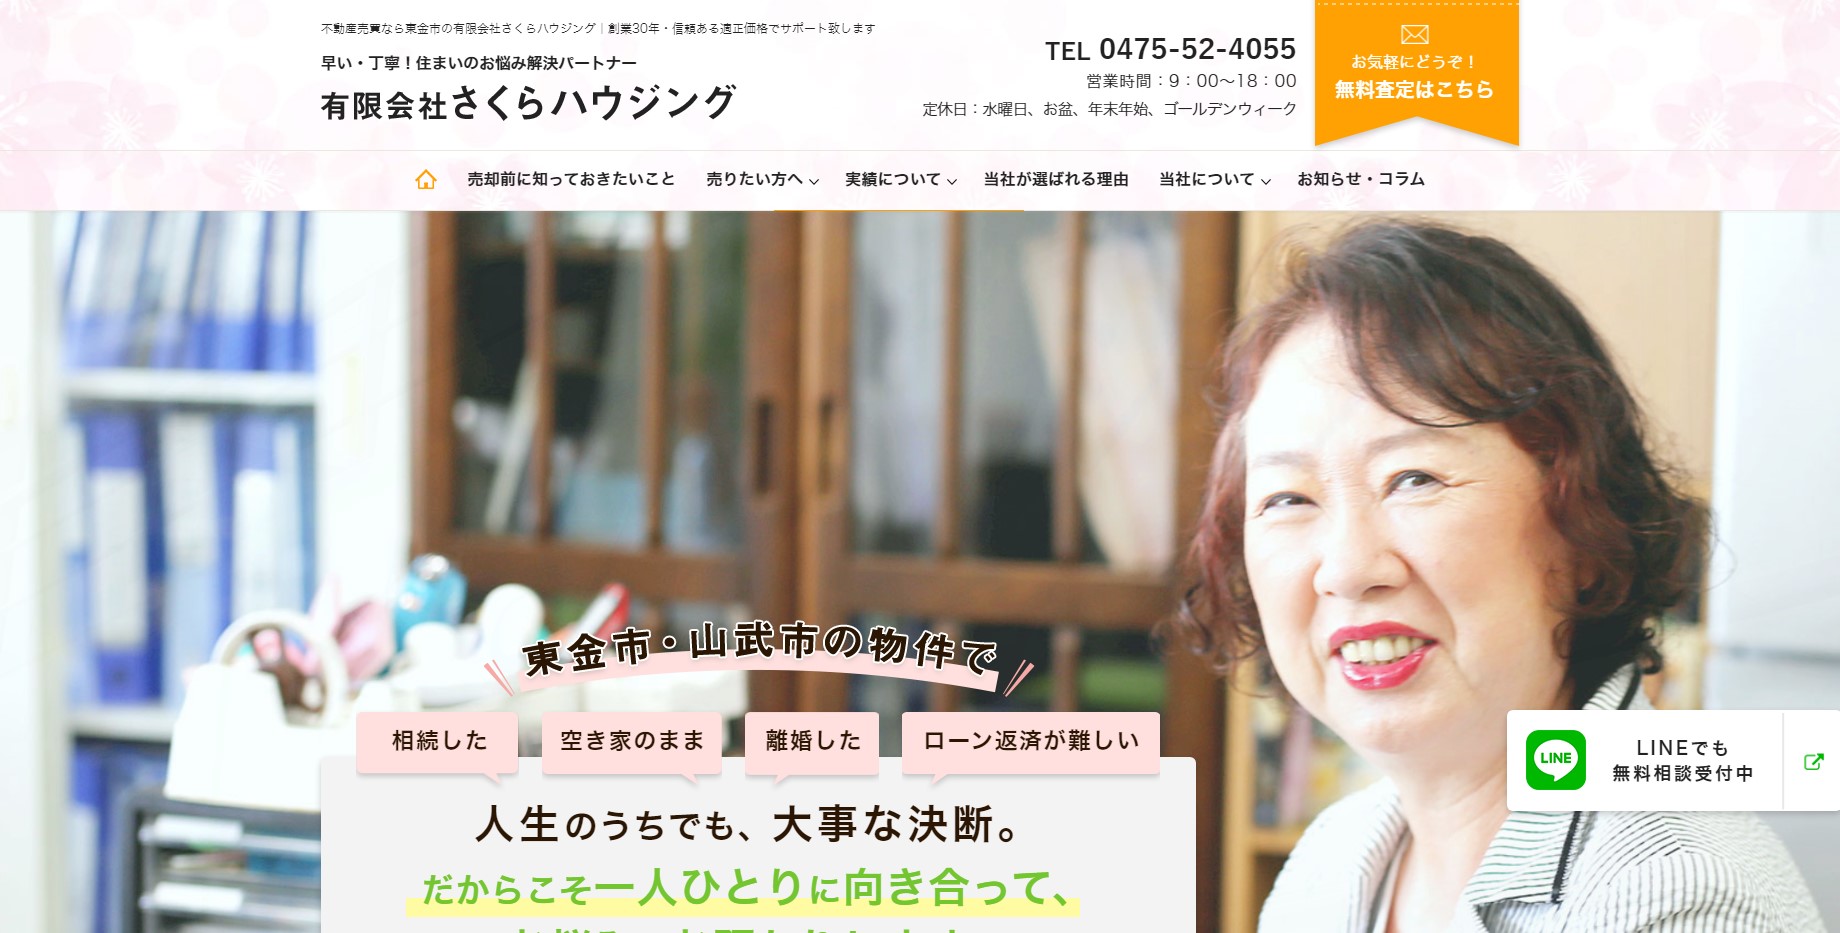 不動産売買なら東金市の有限会社さくらハウジング｜創業30年・信頼ある適正価格でサポート致します
早い・丁寧！住まいのお悩み解決パートナー
有限会社さくらハウジング
TEL 0475-52-4055
営業時間：9：00〜18：00
定休日：水曜日、お盆、年末年始、ゴールデンウィーク
お気軽にどうぞ！
無料査定はこちら
売却前に知っておきたいこと 売りたい方へ 実績について 当社が選ばれる理由 当社について お知らせ・コラム
東金市・山武市の物件で
相続した 空き家のまま 離婚した ローン返済が難しい
人生のうちでも、大事な決断。
だからこそ一人ひとりに向き合って、
LINE
LINEでも
無料相談受付中